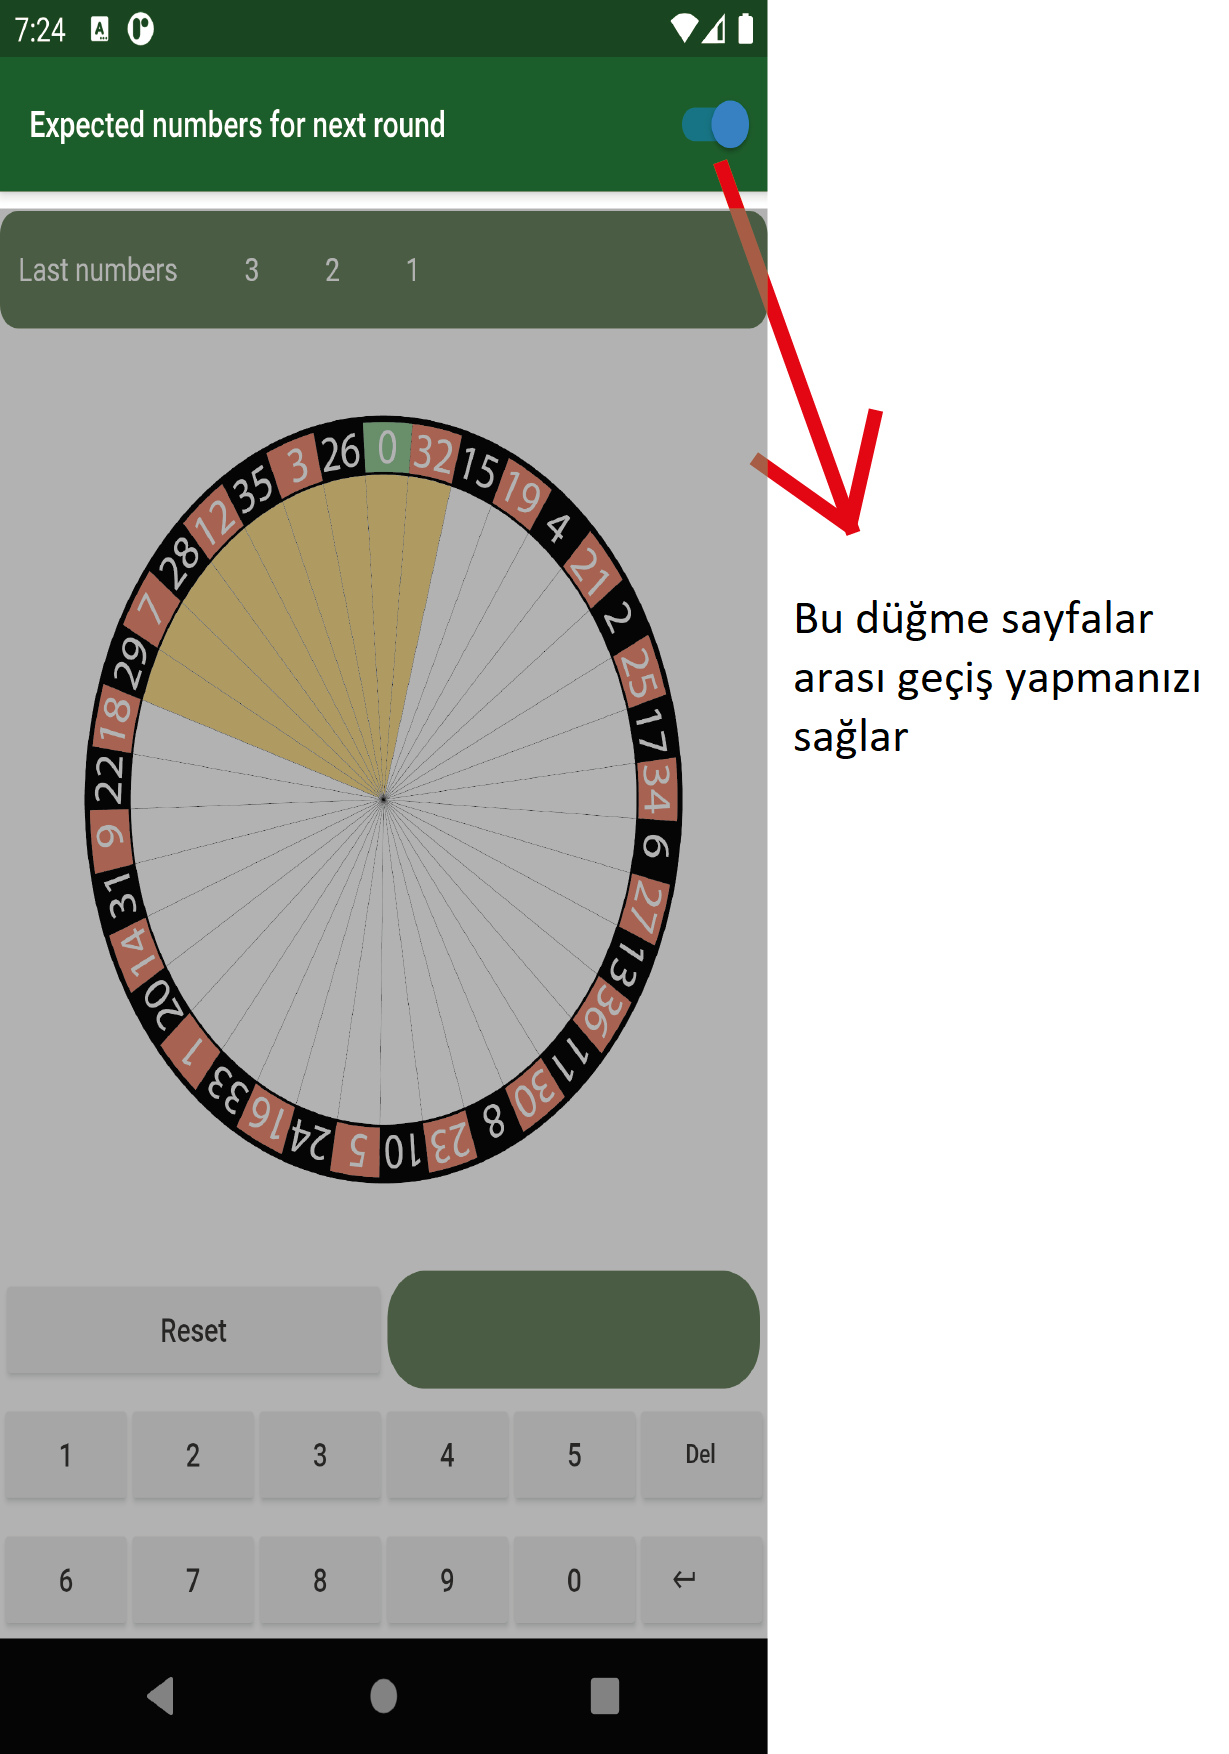 7:24
Expected numbers for next round
Last numbers 3 2 1
0 32 15 19 4 21 2 25 17 34 6 27 13 36 11 30 8 23 10 5 24 16 33 1 20 14 31 9 22 18 29 7 28 12 35 3 26
Bu düğme sayfalar
arası geçiş yapmanızı
sağlar
Reset
1 2 3 4 5 Del
6 7 8 9 0